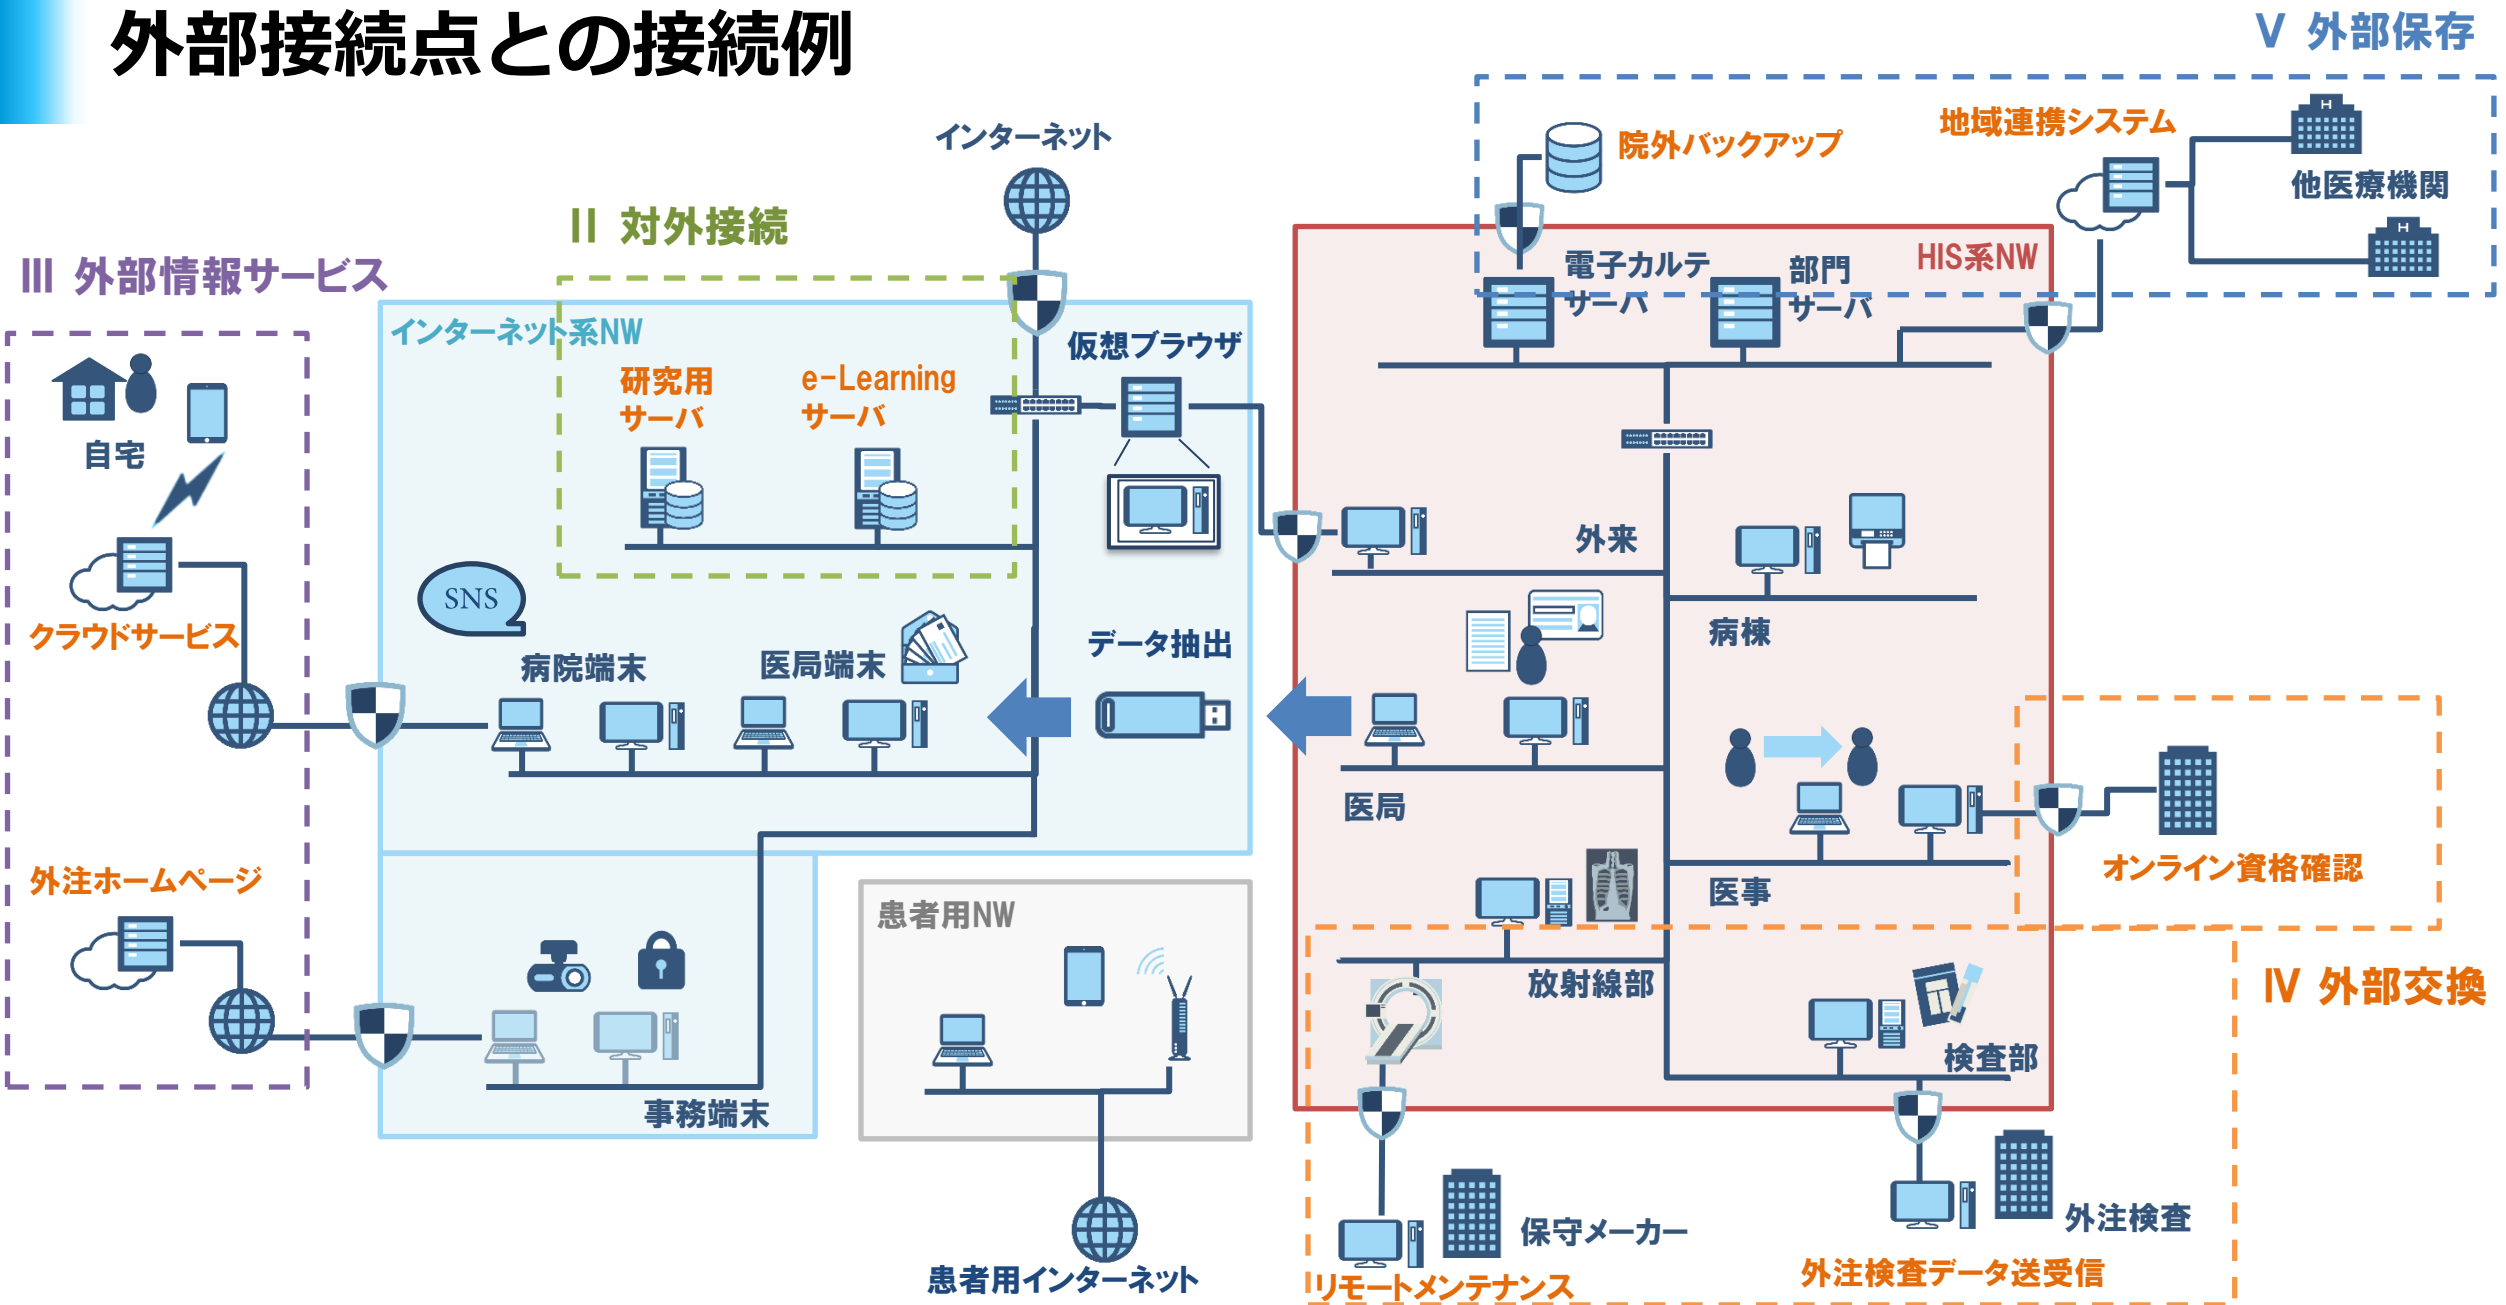 外部接続点との接続例
V 外部保存
インターネット
院外バックアップ
地域連携システム
他医療機関
II 対外接続
III 外部情報サービス
HIS系NW
電子カルテ
サーバ
部門
サーバ
インターネット系NW
仮想ブラウザ
研究用
サーバ
e-Learning
サーバ
自宅
外来
SNS
クラウドサービス
病院端末
医局端末
データ抽出
病棟
医局
オンライン資格確認
外注ホームページ
医事
患者用NW
放射線部
IV 外部交換
検査部
事務端末
保守メーカー
外注検査
患者用インターネット
リモートメンテナンス
外注検査データ送受信
H
H